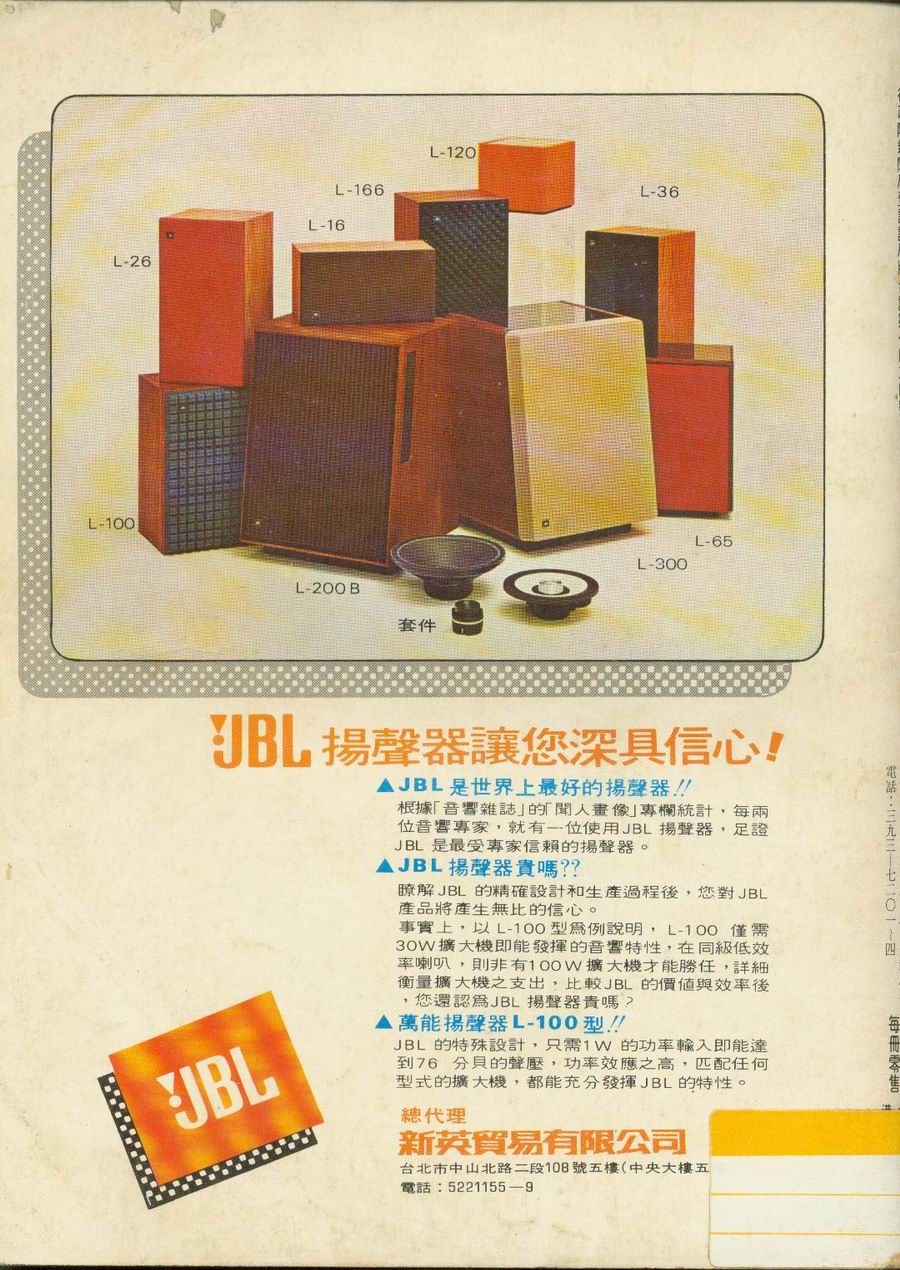 L-120
L-166
L-36
L-16
L-26
L-100
L-65
L-300
L-200B
套件
JBL 揚聲器讓您深具信心!
▲JBL 是世界上最好的揚聲器!!
根據「音響雜誌」的「聞人畫像」專欄統計，每兩
位音響專家，就有一位使用JBL 揚聲器，足證
JBL 是最受專家信賴的揚聲器。
▲JBL 揚聲器貴嗎??
瞭解JBL 的精確設計和生產過程後，您對JBL
產品將產生無比的信心。
事實上，以L-100型為例說明，L-100 僅需
30W擴大機即能發揮的音響特性，在同級低效
率喇叭，則非有100W擴大機才能勝任，詳細
衡量擴大機之支出，比較JBL 的價值與效率後
，您還認為JBL 揚聲器貴嗎？
▲萬能揚聲器L-100型!!
JBL 的特殊設計，只需1W 的功率輸入即能達
到76 分貝的聲壓，功率效應之高，匹配任何
型式的擴大機，都能充分發揮JBL 的特性。
JBL
總代理
新英貿易有限公司
台北市中山北路二段108號五樓(中央大樓五
電話：5221155—9
電話：三九三一七二〇一~四
每冊零售